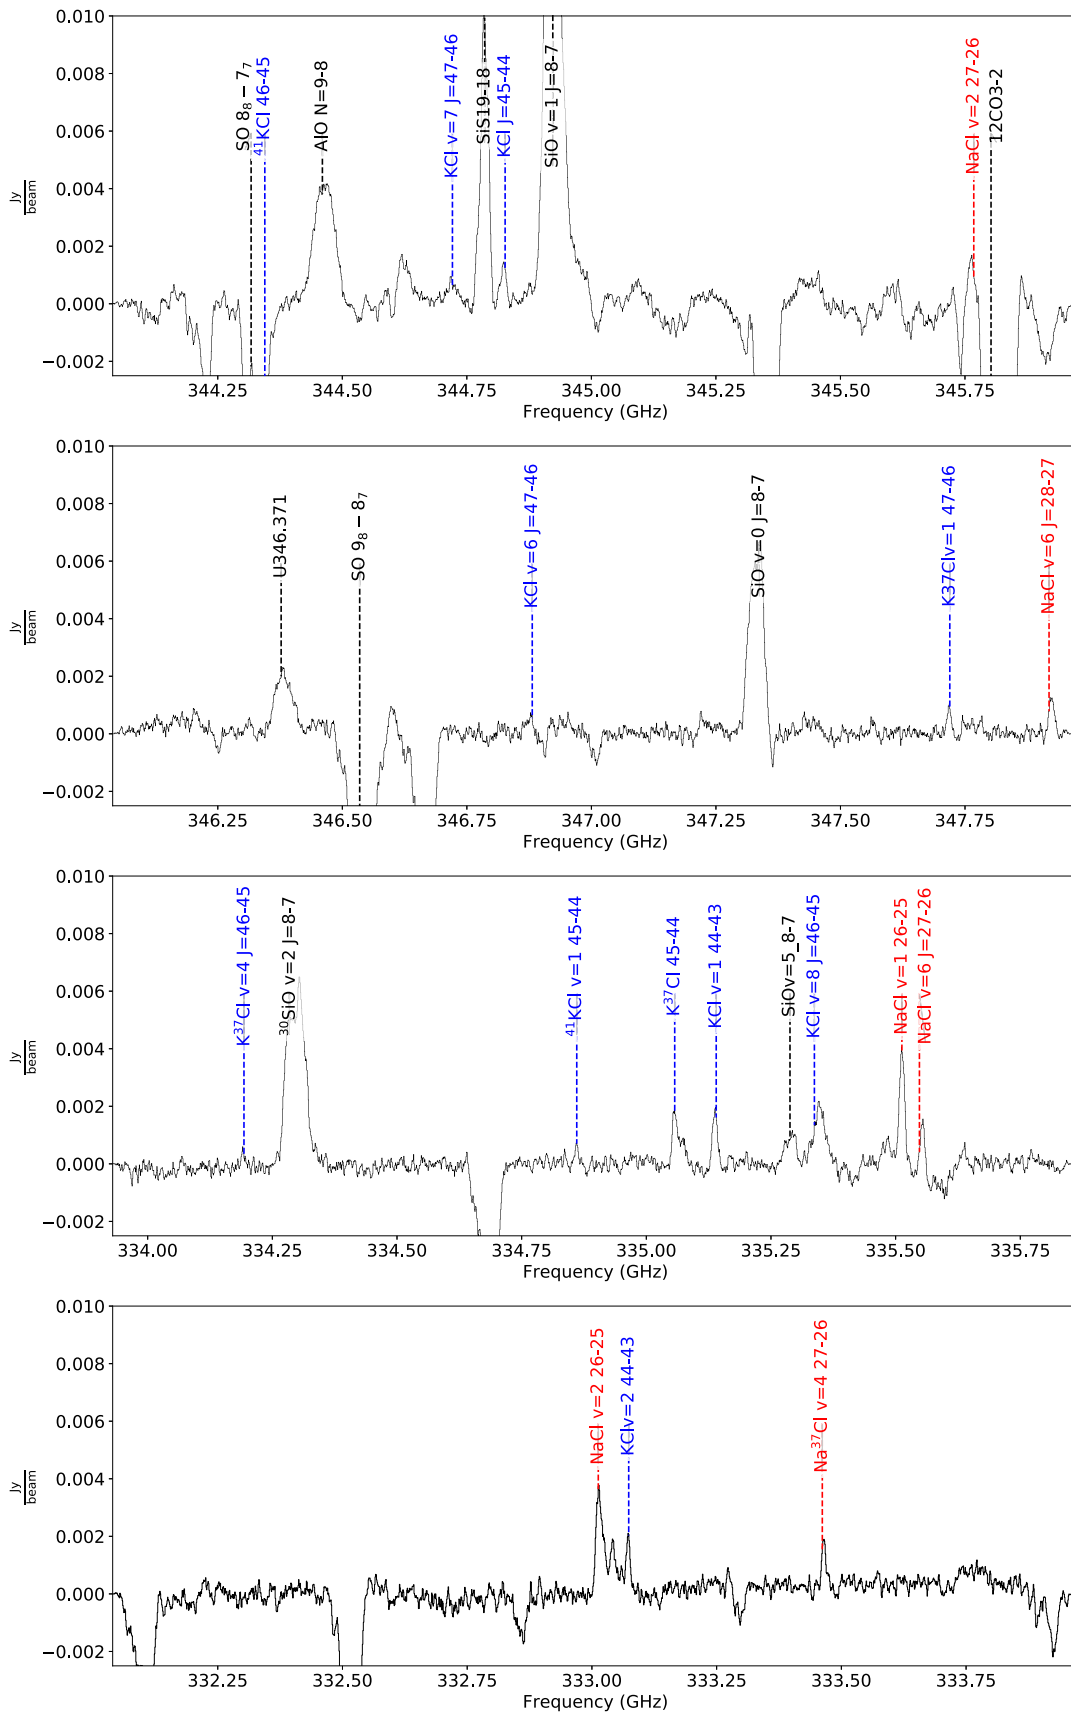 0.010
0.008
0.006
0.004
0.002
0.000
−0.002
Jy
beam
SO 8₈ − 7₇
⁴¹KCl 46-45
AlO N=9-8
KCl v=7 J=47-46
SiS19-18
KCl J=45-44
SiO v=1 J=8-7
NaCl v=2 27-26
12CO3-2
344.25 344.50 344.75 345.00 345.25 345.50 345.75
Frequency (GHz)
0.010
0.008
0.006
0.004
0.002
0.000
−0.002
Jy
beam
U346.371
SO 9₈ − 8₇
KCl v=6 J=47-46
SiO v=0 J=8-7
K37Clv=1 47-46
NaCl v=6 J=28-27
346.25 346.50 346.75 347.00 347.25 347.50 347.75
Frequency (GHz)
0.010
0.008
0.006
0.004
0.002
0.000
−0.002
Jy
beam
K³⁷Cl v=4 J=46-45
³⁰SiO v=2 J=8-7
⁴¹KCl v=1 45-44
K³⁷Cl 45-44
KCl v=1 44-43
SiOv=5_8-7
KCl v=8 J=46-45
NaCl v=1 26-25
NaCl v=6 J=27-26
334.00 334.25 334.50 334.75 335.00 335.25 335.50 335.75
Frequency (GHz)
0.010
0.008
0.006
0.004
0.002
0.000
−0.002
Jy
beam
NaCl v=2 26-25
KClv=2 44-43
Na³⁷Cl v=4 27-26
332.25 332.50 332.75 333.00 333.25 333.50 333.75
Frequency (GHz)